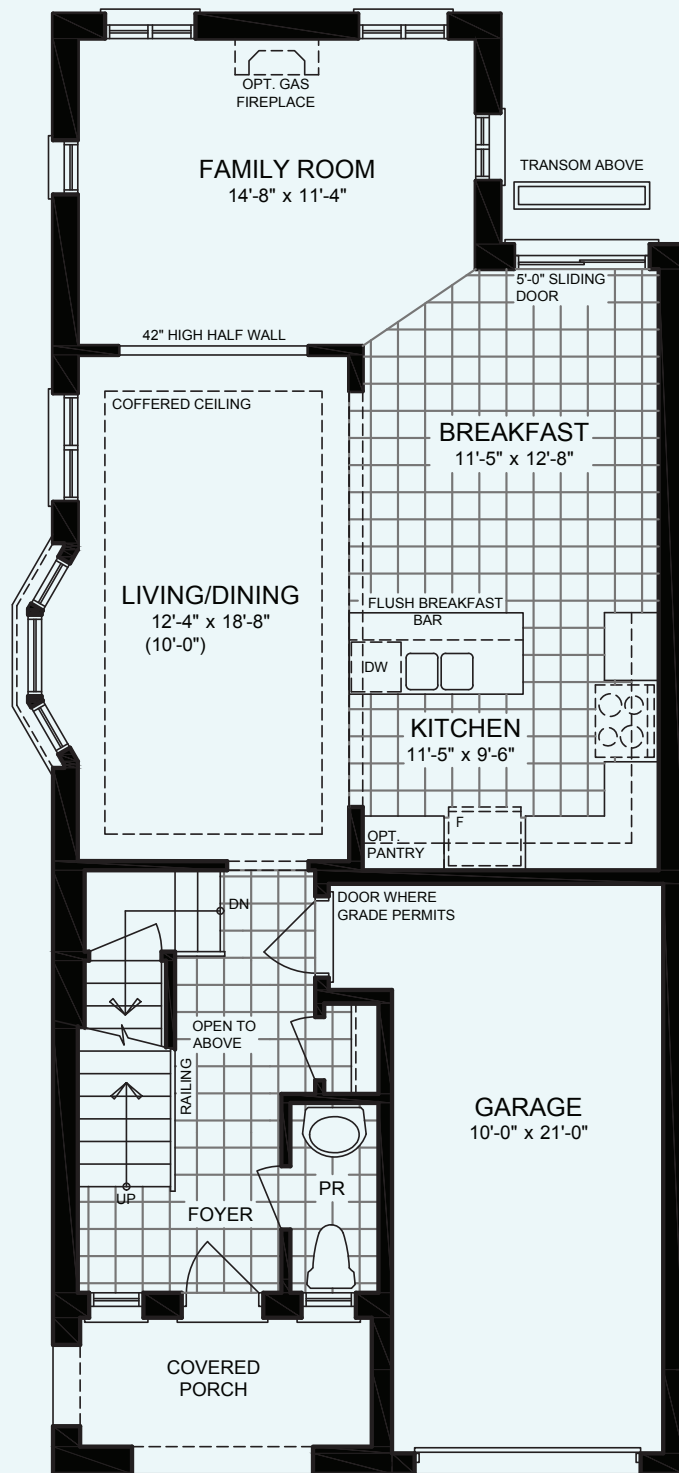 OPT. GAS
FIREPLACE
FAMILY ROOM
14'-8" x 11'-4"
TRANSOM ABOVE
5'-0" SLIDING
DOOR
42" HIGH HALF WALL
COFFERED CEILING
BREAKFAST
11'-5" x 12'-8"
LIVING/DINING
12'-4" x 18'-8"
(10'-0")
FLUSH BREAKFAST
BAR
DW
KITCHEN
11'-5" x 9'-6"
OPT.
PANTRY
F
DN
DOOR WHERE
GRADE PERMITS
OPEN TO
ABOVE
RAILING
GARAGE
10'-0" x 21'-0"
UP
PR
FOYER
COVERED
PORCH